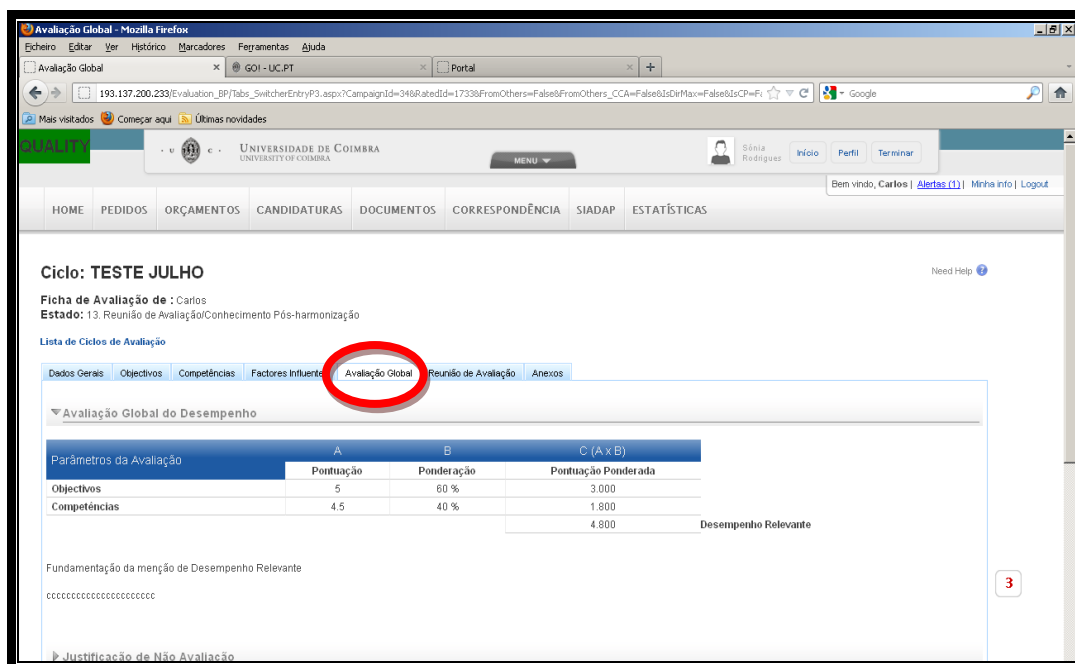 Avaliação Global - Mozilla Firefox
Ficheiro Editar Ver Histórico Marcadores Ferramentas Ajuda
Avaliação Global GO! - UC.PT Portal
193.137.200.233/Evaluation_BP/Tabs_SwitcherEntryP3.aspx?CampaignId=34&RatedId=1733&FromOthers=False&FromOthers_CCA=False&IsDirMax=False&IsCP=F Google
Mais visitados Começar aqui Últimas novidades
QUALITY
· U C · UNIVERSIDADE DE COIMBRA
UNIVERSITY OF COIMBRA
MENU
Sónia Rodrigues Início Perfil Terminar
Bem vindo, Carlos | Alertas (1) | Minha info | Logout
HOME PEDIDOS ORÇAMENTOS CANDIDATURAS DOCUMENTOS CORRESPONDÊNCIA SIADAP ESTATÍSTICAS
Ciclo: TESTE JULHO
Need Help ?
Ficha de Avaliação de : Carlos
Estado: 13. Reunião de Avaliação/Conhecimento Pós-harmonização
Lista de Ciclos de Avaliação
Dados Gerais Objectivos Competências Factores Influente Avaliação Global Reunião de Avaliação Anexos
Avaliação Global do Desempenho
Parâmetros da Avaliação A B C (A x B)
Pontuação Ponderação Pontuação Ponderada
Objectivos 5 60 % 3.000
Competências 4.5 40 % 1.800
4.800 Desempenho Relevante
Fundamentação da menção de Desempenho Relevante
3
cccccccccccccccccccccc
Justificação de Não Avaliação